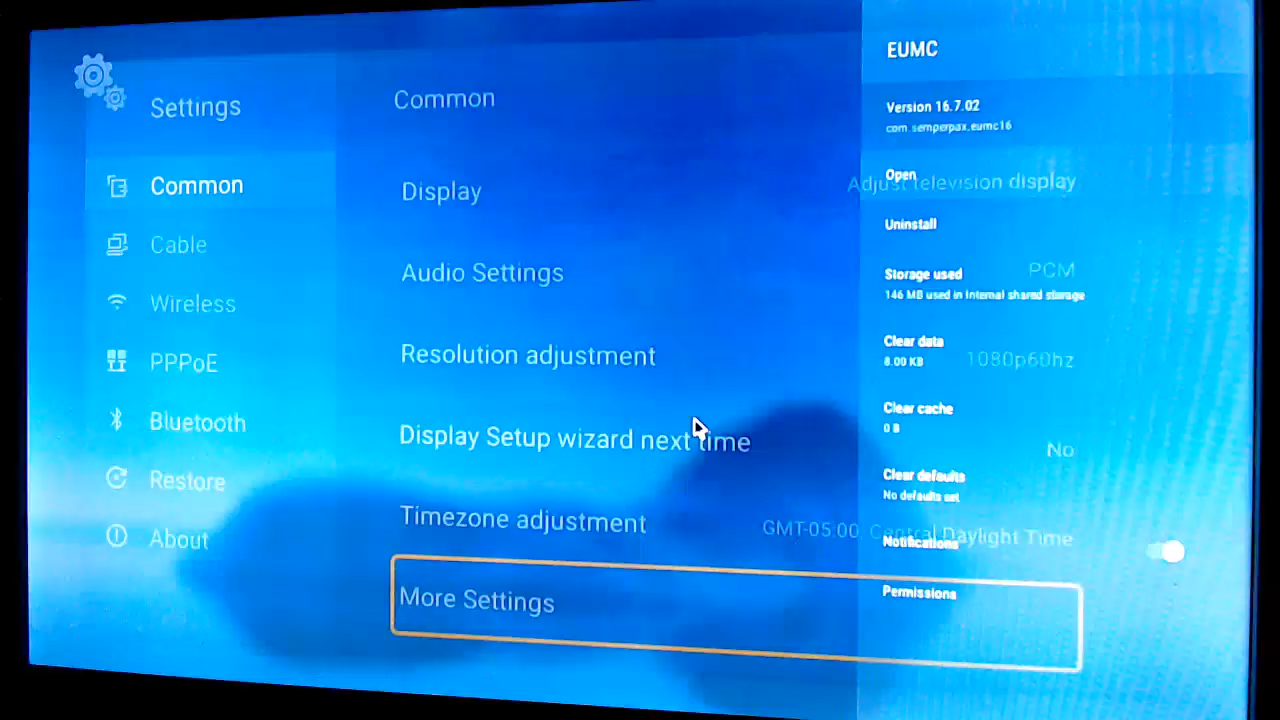 Settings
Common
Cable
Wireless
PPPoE
Bluetooth
Restore
About
Common
Display
Adjust television display
Audio Settings
PCM
Resolution adjustment
1080p60hz
Display Setup wizard next time
No
Timezone adjustment
GMT-05:00, Central Daylight Time
More Settings
EUMC
Version 16.7.02
com.semperpax.eumc16
Open
Uninstall
Storage used
146 MB used in Internal shared storage
Clear data
8.00 KB
Clear cache
0 B
Clear defaults
No defaults set
Notifications
Permissions